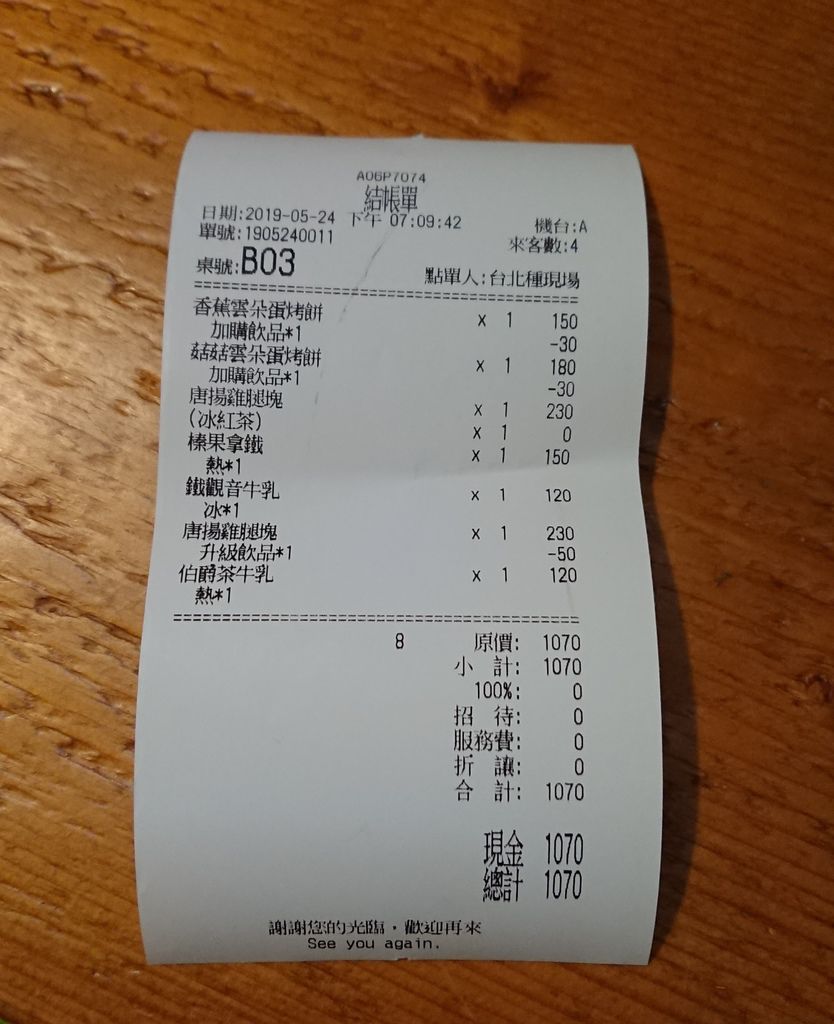 A06P7074
結帳單
日期:2019-05-24 下午 07:09:42 機台:A
單號:1905240011 來客數:4
桌號:B03 點單人:台北種現場
香蕉雲朵蛋烤餅 x 1 150
加購飲品*1 -30
菇菇雲朵蛋烤餅 x 1 180
加購飲品*1 -30
唐揚雞腿塊 x 1 230
(冰紅茶) x 1 0
榛果拿鐵 x 1 150
熱*1
鐵觀音牛乳 x 1 120
冰*1
唐揚雞腿塊 x 1 230
升級飲品*1 -50
伯爵茶牛乳 x 1 120
熱*1
8 原價: 1070
小 計: 1070
100%: 0
招 待: 0
服務費: 0
折 讓: 0
合 計: 1070
現金 1070
總計 1070
謝謝您的光臨,歡迎再來
See you again.